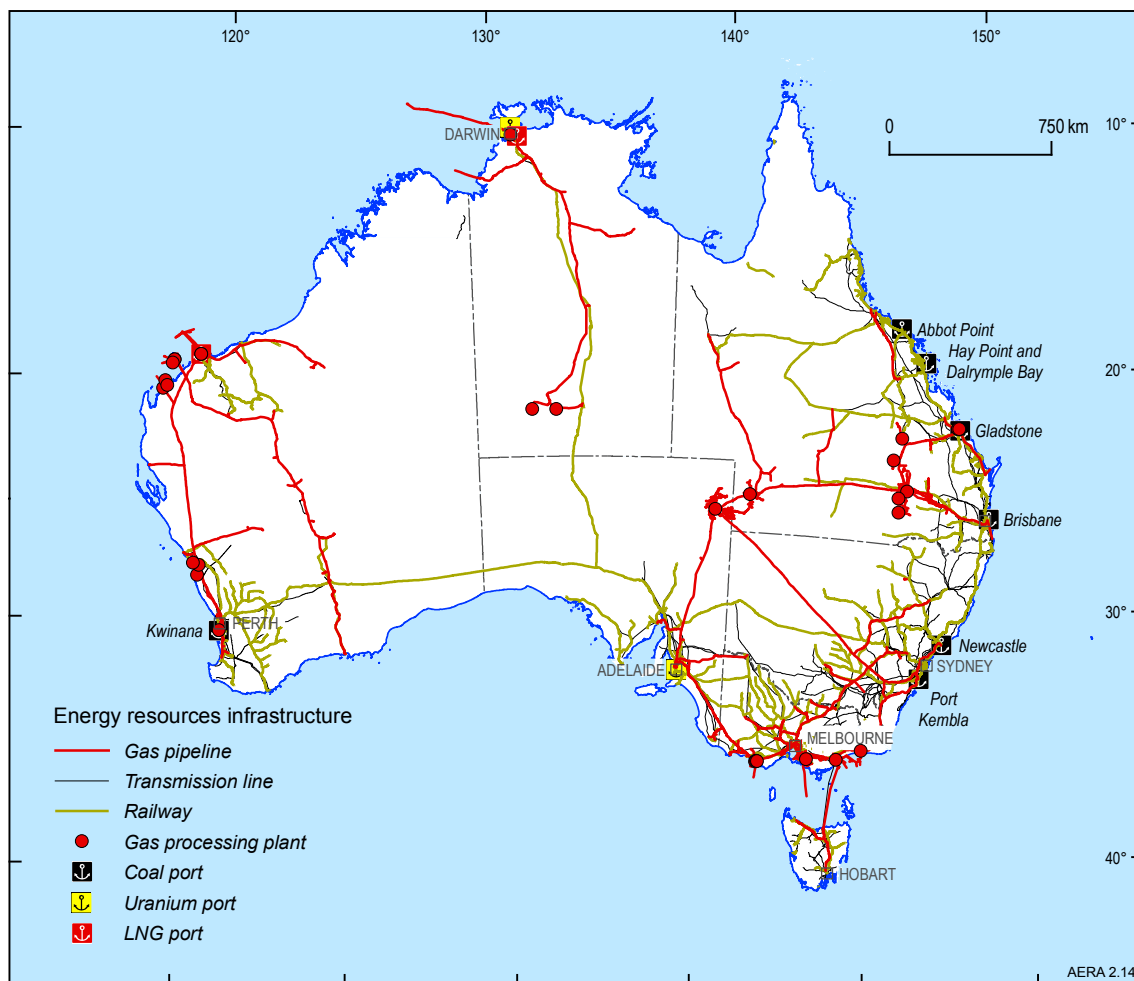 120°
130°
140°
150°
10°
20°
30°
40°
0
750 km
DARWIN
Abbot Point
Hay Point and
Dalrymple Bay
Gladstone
Brisbane
Kwinana
PERTH
ADELAIDE
Newcastle
SYDNEY
Port
Kembla
MELBOURNE
HOBART
Energy resources infrastructure
Gas pipeline
Transmission line
Railway
Gas processing plant
Coal port
Uranium port
LNG port
AERA 2.14